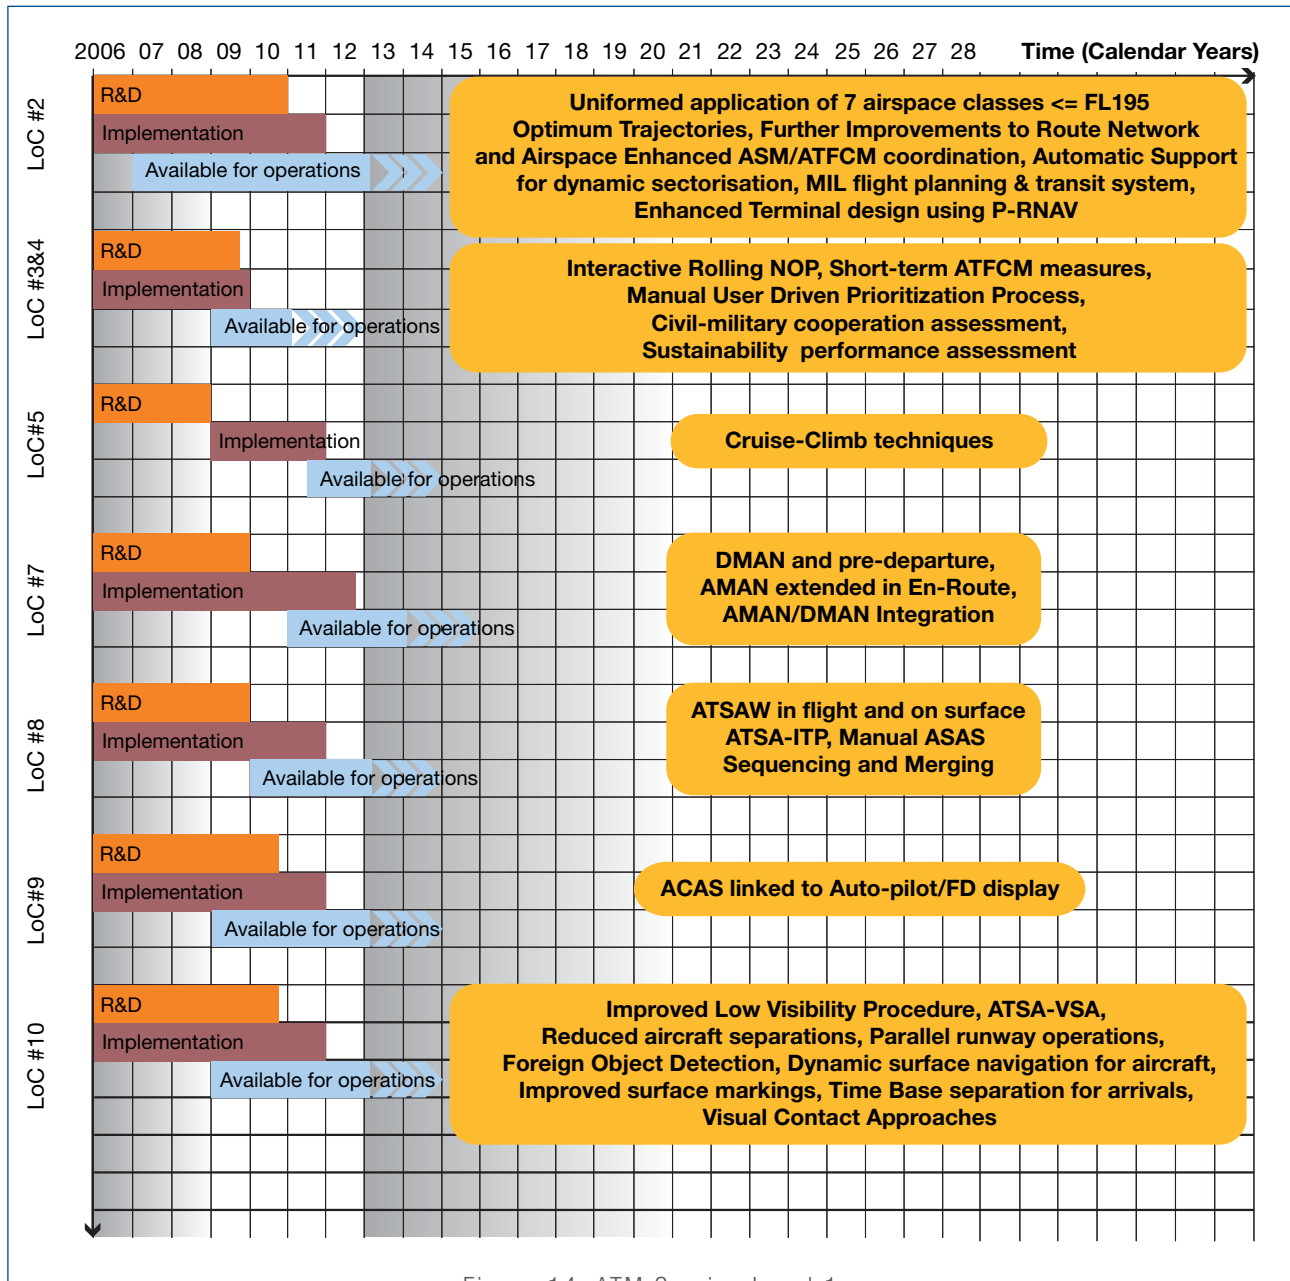 2006 07 08 09 10 11 12 13 14 15 16 17 18 19 20 21 22 23 24 25 26 27 28 Time (Calendar Years)
LoC #2
R&D
Implementation
Available for operations
Uniformed application of 7 airspace classes <= FL195
Optimum Trajectories, Further Improvements to Route Network
and Airspace Enhanced ASM/ATFCM coordination, Automatic Support
for dynamic sectorisation, MIL flight planning & transit system,
Enhanced Terminal design using P-RNAV
LoC #3&4
R&D
Implementation
Available for operations
Interactive Rolling NOP, Short-term ATFCM measures,
Manual User Driven Prioritization Process,
Civil-military cooperation assessment,
Sustainability performance assessment
LoC#5
R&D
Implementation
Available for operations
Cruise-Climb techniques
LoC #7
R&D
Implementation
Available for operations
DMAN and pre-departure,
AMAN extended in En-Route,
AMAN/DMAN Integration
LoC #8
R&D
Implementation
Available for operations
ATSAW in flight and on surface
ATSA-ITP, Manual ASAS
Sequencing and Merging
LoC#9
R&D
Implementation
Available for operations
ACAS linked to Auto-pilot/FD display
LoC #10
R&D
Implementation
Available for operations
Improved Low Visibility Procedure, ATSA-VSA,
Reduced aircraft separations, Parallel runway operations,
Foreign Object Detection, Dynamic surface navigation for aircraft,
Improved surface markings, Time Base separation for arrivals,
Visual Contact Approaches
Figure 14: ATM Service Level 1